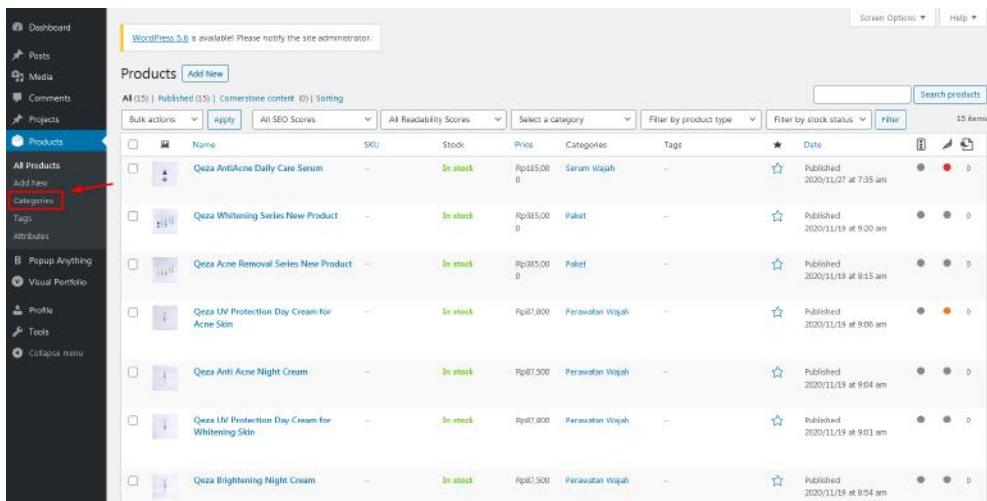 Screen Options ▼ Help ▼
Dashboard
WordPress 5.6 is available! Please notify the site administrator.
Posts
Media
Comments
Projects
Products
Products Add New
All (15) | Published (15) | Cornerstone content (0) | Sorting
Search products
Bulk actions Apply All SEO Scores All Readability Scores Select a category Filter by product type Filter by stock status Filter 15 items
Name SKU Stock Price Categories Tags Date
All Products
Add New
Categories
Tags
Attributes
Popup Anything
Visual Portfolio
Profile
Tools
Collapse menu
Qeza AntiAcne Daily Care Serum – In stock Rp185,00 Serum Wajah – Published 0
0 2020/11/27 at 7:35 am
Qeza Whitening Series New Product – In stock Rp385,00 Paket – Published 0
0 2020/11/19 at 9:20 am
Qeza Acne Removal Series New Product – In stock Rp385,00 Paket – Published 0
0 2020/11/19 at 9:15 am
Qeza UV Protection Day Cream for – In stock Rp87,800 Perawatan Wajah – Published 0
Acne Skin 2020/11/19 at 9:06 am
Qeza Anti Acne Night Cream – In stock Rp87,500 Perawatan Wajah – Published 0
2020/11/19 at 9:04 am
Qeza UV Protection Day Cream for – In stock Rp87,800 Perawatan Wajah – Published 0
Whitening Skin 2020/11/19 at 9:01 am
Qeza Brightening Night Cream – In stock Rp87,500 Perawatan Wajah – Published 0
2020/11/19 at 8:54 am